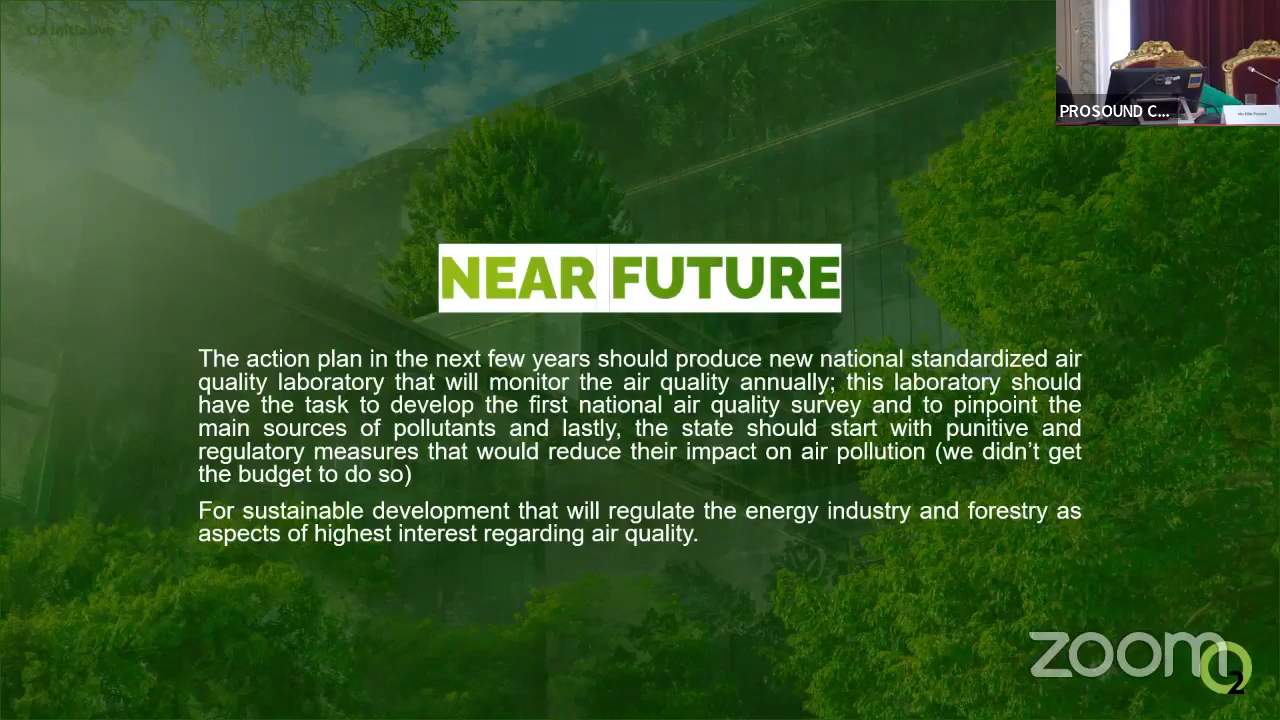 O2 Initiative
PROSOUND C...
NEAR FUTURE
The action plan in the next few years should produce new national standardized air
quality laboratory that will monitor the air quality annually; this laboratory should
have the task to develop the first national air quality survey and to pinpoint the
main sources of pollutants and lastly, the state should start with punitive and
regulatory measures that would reduce their impact on air pollution (we didn’t get
the budget to do so)
For sustainable development that will regulate the energy industry and forestry as
aspects of highest interest regarding air quality.
zoom
O2